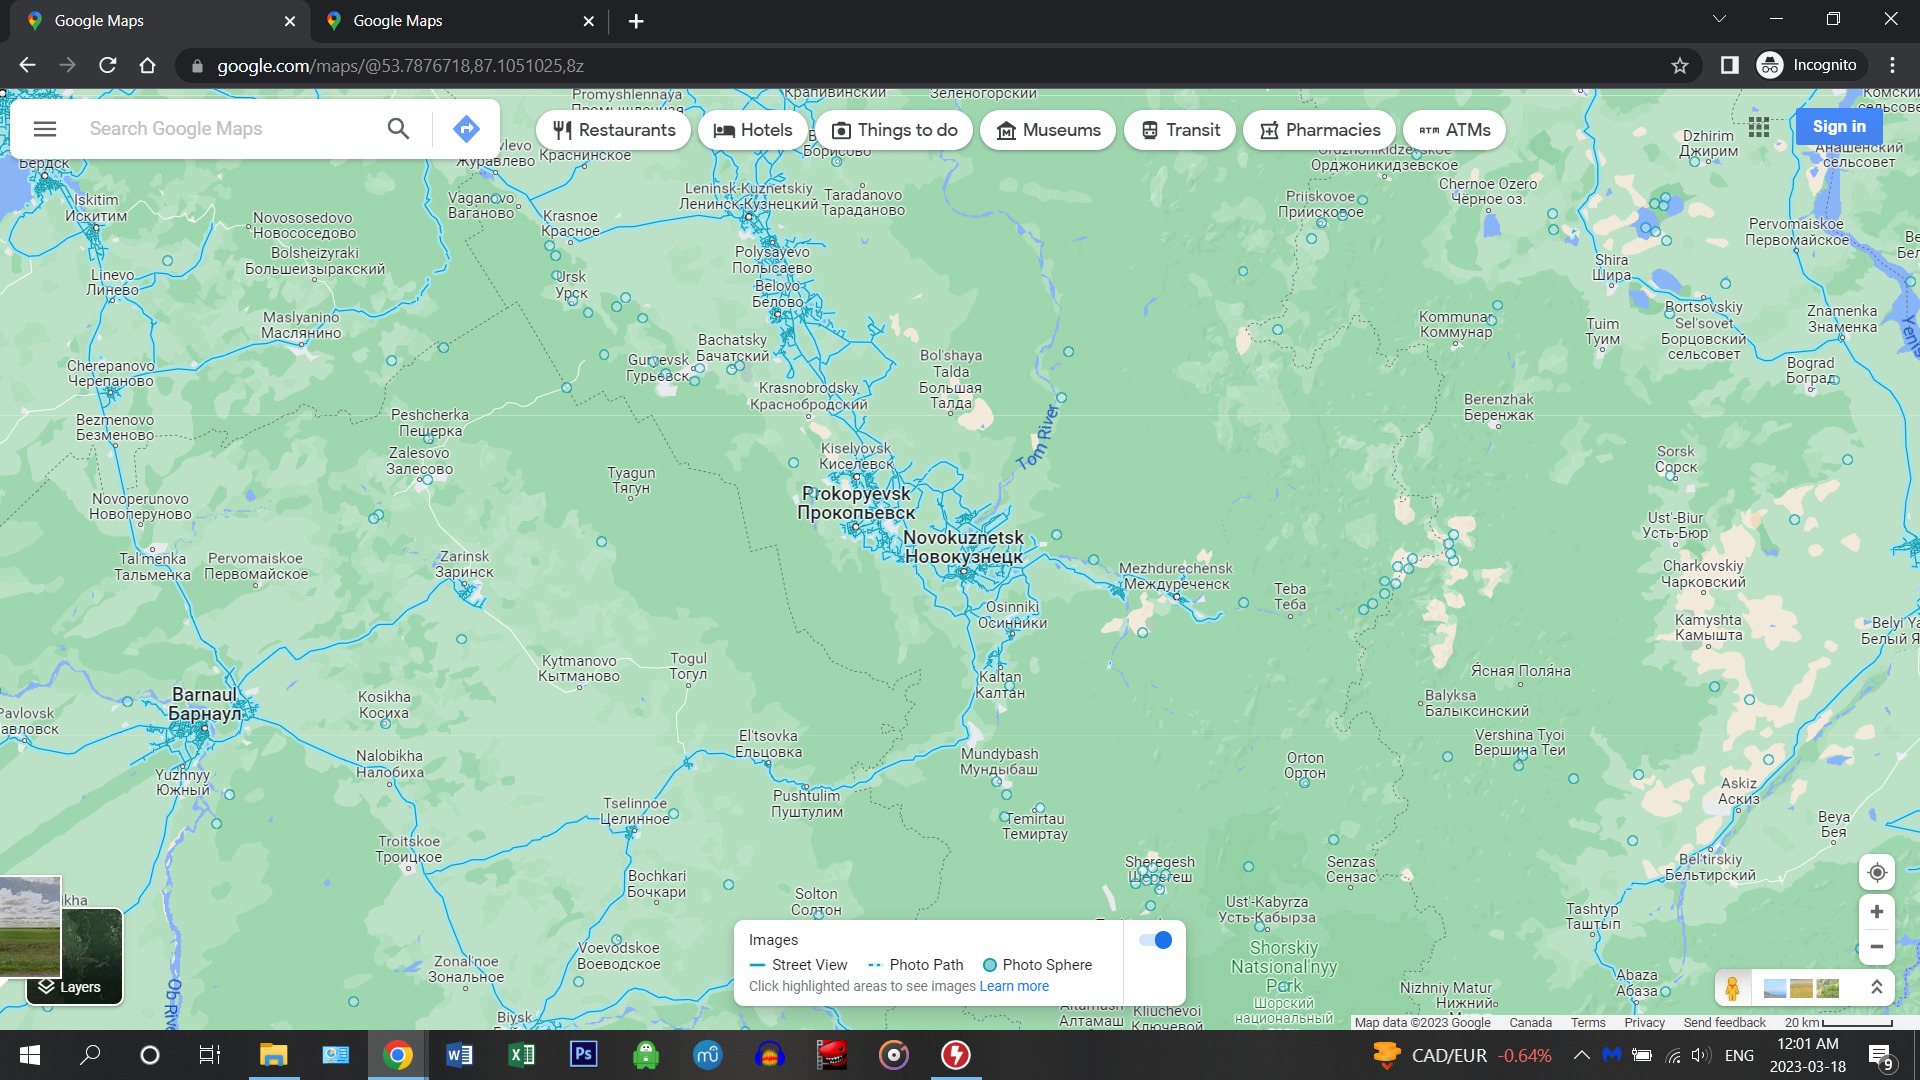 Google Maps
Google Maps
google.com/maps/@53.7876718,87.1051025,8z
Incognito
Search Google Maps
Restaurants
Hotels
Things to do
Museums
Transit
Pharmacies
ATMs
Sign in
Promyshlennaya
Крапивинский
Зеленогорский
Бердск
Журавлево
Краснинское
Борисово
Орджоникидзевское
Dzhirim
Джирим
Анашенский
сельсовет
Iskitim
Искитим
Vaganovo
Ваганово
Krasnoe
Красное
Leninsk-Kuznetskiy
Ленинск-Кузнецкий
Taradanovo
Тараданово
Priiskovoe
Приисковое
Chernoe Ozero
Чёрное оз.
Pervomaiskoe
Первомайское
Novososedovo
Новососедово
Bolsheizyraki
Большеизыракский
Polysayevo
Полысаево
Shira
Шира
Linevo
Линево
Ursk
Урск
Belovo
Белово
Maslyanino
Маслянино
Kommunar
Коммунар
Tuim
Туим
Bortsovskiy
Sel'sovet
Борцовский
сельсовет
Znamenka
Знаменка
Yenis
Bachatsky
Бачатский
Guryevsk
Гурьевск
Bol'shaya
Talda
Большая
Талда
Cherepanovo
Черепаново
Bograd
Боград
Krasnobrodsky
Краснобродский
Berenzhak
Беренжак
Bezmenovo
Безменово
Peshcherka
Пещерка
Tom River
Zalesovo
Залесово
Kiselyovsk
Киселевск
Tyagun
Тягун
Sorsk
Сорск
Prokopyevsk
Прокопьевск
Novoperunovo
Новоперуново
Novokuznetsk
Новокузнецк
Ust'-Biur
Усть-Бюр
Tal'menka
Тальменка
Pervomaiskoe
Первомайское
Zarinsk
Заринск
Mezhdurechensk
Междуреченск
Teba
Теба
Charkovskiy
Чарковский
Osinniki
Осинники
Kamyshta
Камышта
Belyi Ya
Белый Я
Kytmanovo
Кытманово
Togul
Тогул
Kaltan
Калтан
Я́сная Поля́на
Barnaul
Барнаул
Kosikha
Косиха
Balyksa
Балыксинский
Pavlovsk
авловск
El'tsovka
Ельцовка
Mundybash
Мундыбаш
Vershina Tyoi
Вершина Теи
Nalobikha
Налобиха
Orton
Ортон
Yuzhnyy
Южный
Askiz
Аскиз
Pushtulim
Пуштулим
Tselinnoe
Целинное
Temirtau
Темиртау
Beya
Бея
Troitskoe
Троицкое
Sheregesh
Шерегеш
Senzas
Сензас
Bel'tirskiy
Бельтирский
Bochkari
Бочкари
Solton
Солтон
Ust'-Kabyrza
Усть-Кабырза
Tashtyp
Таштып
ikha
Voevodskoe
Воеводское
Shorskiy
Natsional'nyy
Park
Шорский
национальный
Zonal'noe
Зональное
Abaza
Абаза
Nizhniy Matur
Нижний
Ob River
Biysk
Алтамаш
Kliuchevoi
Ключевой
Layers
Images
Street View
Photo Path
Photo Sphere
Click highlighted areas to see images Learn more
Map data ©2023 Google
Canada
Terms
Privacy
Send feedback
20 km
CAD/EUR -0.64%
ENG
12:01 AM
2023-03-18
9